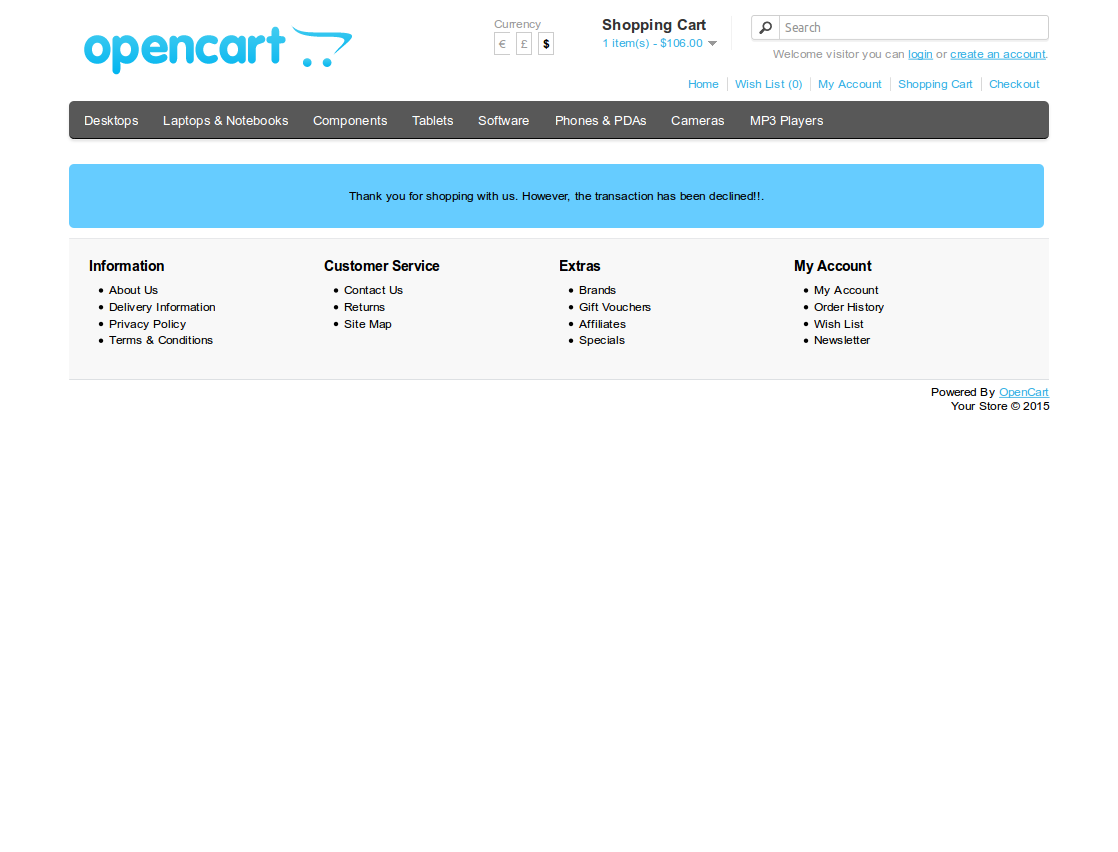 opencart
Currency
€ £ $
Shopping Cart
1 item(s) - $106.00
Search
Welcome visitor you can login or create an account.
Home Wish List (0) My Account Shopping Cart Checkout
Desktops Laptops & Notebooks Components Tablets Software Phones & PDAs Cameras MP3 Players
Thank you for shopping with us. However, the transaction has been declined!!.
Information
About Us
Delivery Information
Privacy Policy
Terms & Conditions
Customer Service
Contact Us
Returns
Site Map
Extras
Brands
Gift Vouchers
Affiliates
Specials
My Account
My Account
Order History
Wish List
Newsletter
Powered By OpenCart
Your Store © 2015